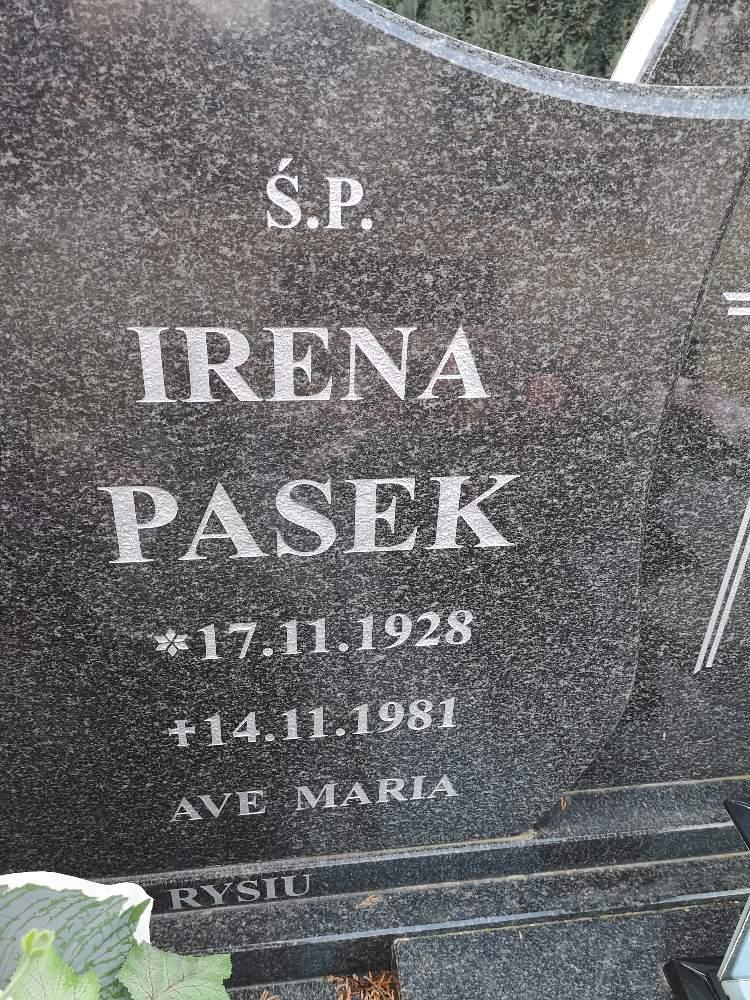 Ś.P.
IRENA
PASEK
*17.11.1928
✝14.11.1981
AVE MARIA
RYSIU